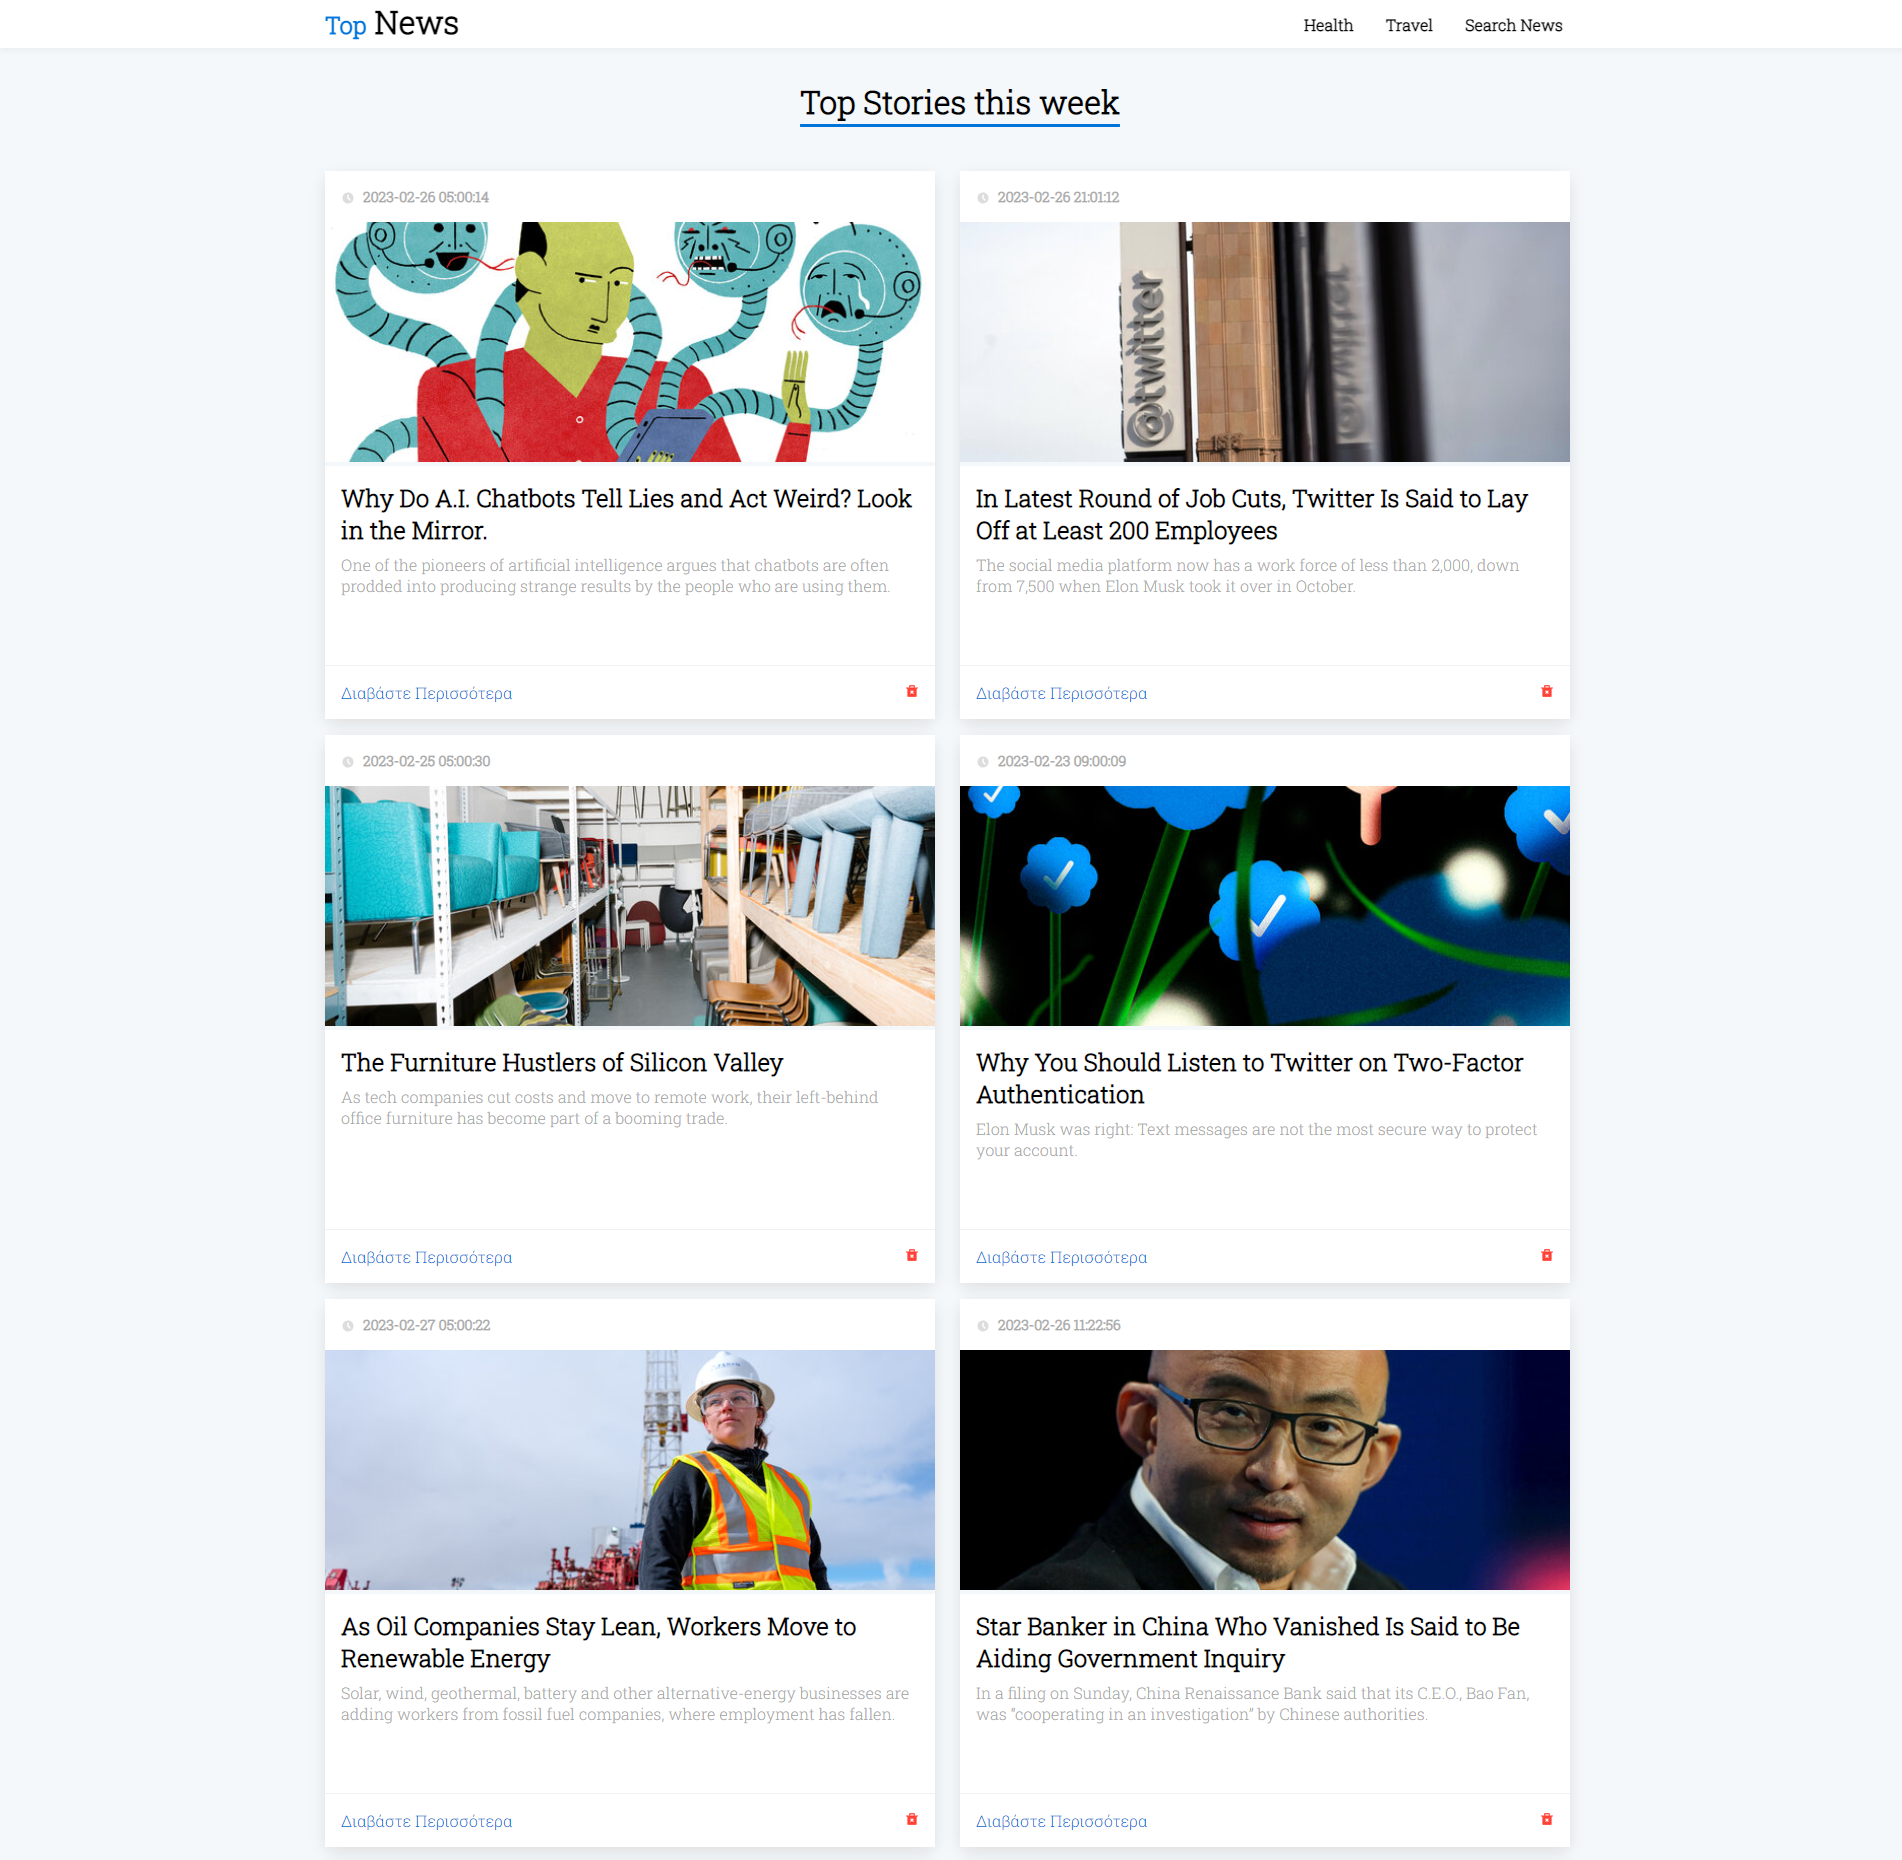 Top News
Health
Travel
Search News
Top Stories this week
2023-02-26 05:00:14
Why Do A.I. Chatbots Tell Lies and Act Weird? Look
in the Mirror.
One of the pioneers of artificial intelligence argues that chatbots are often
prodded into producing strange results by the people who are using them.
Διαβάστε Περισσότερα
2023-02-26 21:01:12
@twitter
In Latest Round of Job Cuts, Twitter Is Said to Lay
Off at Least 200 Employees
The social media platform now has a work force of less than 2,000, down
from 7,500 when Elon Musk took it over in October.
Διαβάστε Περισσότερα
2023-02-25 05:00:30
The Furniture Hustlers of Silicon Valley
As tech companies cut costs and move to remote work, their left-behind
office furniture has become part of a booming trade.
Διαβάστε Περισσότερα
2023-02-23 09:00:09
Why You Should Listen to Twitter on Two-Factor
Authentication
Elon Musk was right: Text messages are not the most secure way to protect
your account.
Διαβάστε Περισσότερα
2023-02-27 05:00:22
As Oil Companies Stay Lean, Workers Move to
Renewable Energy
Solar, wind, geothermal, battery and other alternative-energy businesses are
adding workers from fossil fuel companies, where employment has fallen.
Διαβάστε Περισσότερα
2023-02-26 11:22:56
Star Banker in China Who Vanished Is Said to Be
Aiding Government Inquiry
In a filing on Sunday, China Renaissance Bank said that its C.E.O., Bao Fan,
was “cooperating in an investigation” by Chinese authorities.
Διαβάστε Περισσότερα